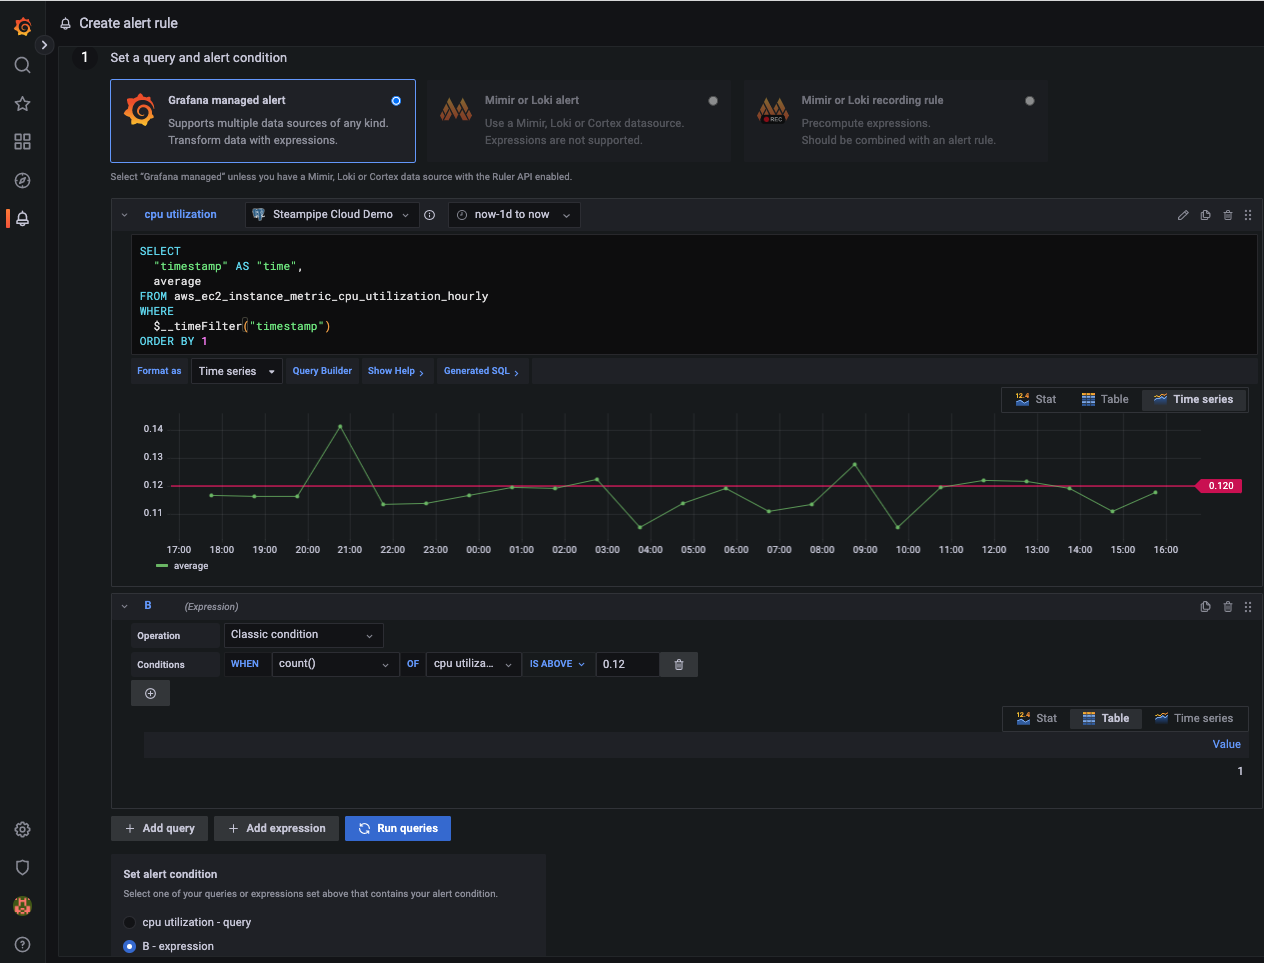 Create alert rule
1 Set a query and alert condition
Grafana managed alert
Supports multiple data sources of any kind.
Transform data with expressions.
Mimir or Loki alert
Use a Mimir, Loki or Cortex datasource.
Expressions are not supported.
REC
Mimir or Loki recording rule
Precompute expressions.
Should be combined with an alert rule.
Select “Grafana managed” unless you have a Mimir, Loki or Cortex data source with the Ruler API enabled.
cpu utilization Steampipe Cloud Demo now-1d to now
SELECT
"timestamp" AS "time",
average
FROM aws_ec2_instance_metric_cpu_utilization_hourly
WHERE
$__timeFilter("timestamp")
ORDER BY 1
Format as Time series Query Builder Show Help Generated SQL
12.4 Stat Table Time series
0.14
0.13
0.12
0.11
0.120
17:00 18:00 19:00 20:00 21:00 22:00 23:00 00:00 01:00 02:00 03:00 04:00 05:00 06:00 07:00 08:00 09:00 10:00 11:00 12:00 13:00 14:00 15:00 16:00
average
B (Expression)
Operation Classic condition
Conditions WHEN count() OF cpu utiliza... IS ABOVE 0.12
12.4 Stat Table Time series
Value
1
Add query Add expression Run queries
Set alert condition
Select one of your queries or expressions set above that contains your alert condition.
cpu utilization - query
B - expression